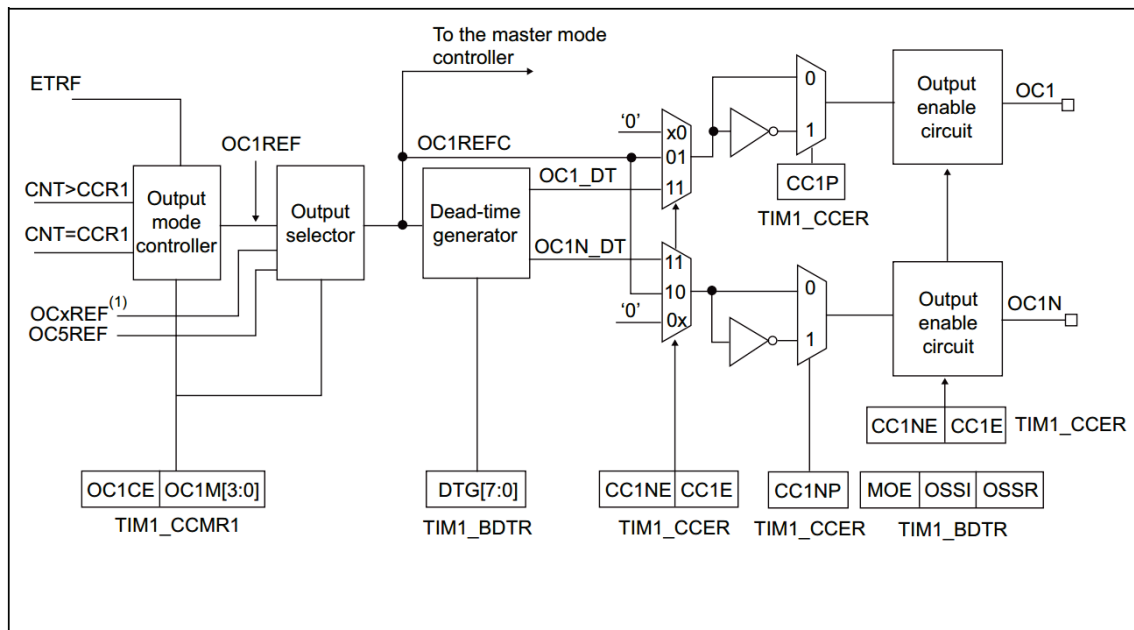 To the master mode
controller
ETRF
OC1REF
CNT>CCR1
CNT=CCR1
Output
mode
controller
Output
selector
OCxREF(1)
OC5REF
OC1REFC
Dead-time
generator
OC1_DT
OC1N_DT
‘0’
x0
01
11
11
10
0x
‘0’
0
1
CC1P
TIM1_CCER
Output
enable
circuit
OC1
0
1
Output
enable
circuit
OC1N
CC1NE CC1E
TIM1_CCER
OC1CE OC1M[3:0]
TIM1_CCMR1
DTG[7:0]
TIM1_BDTR
CC1NE CC1E
TIM1_CCER
CC1NP
TIM1_CCER
MOE OSSI OSSR
TIM1_BDTR